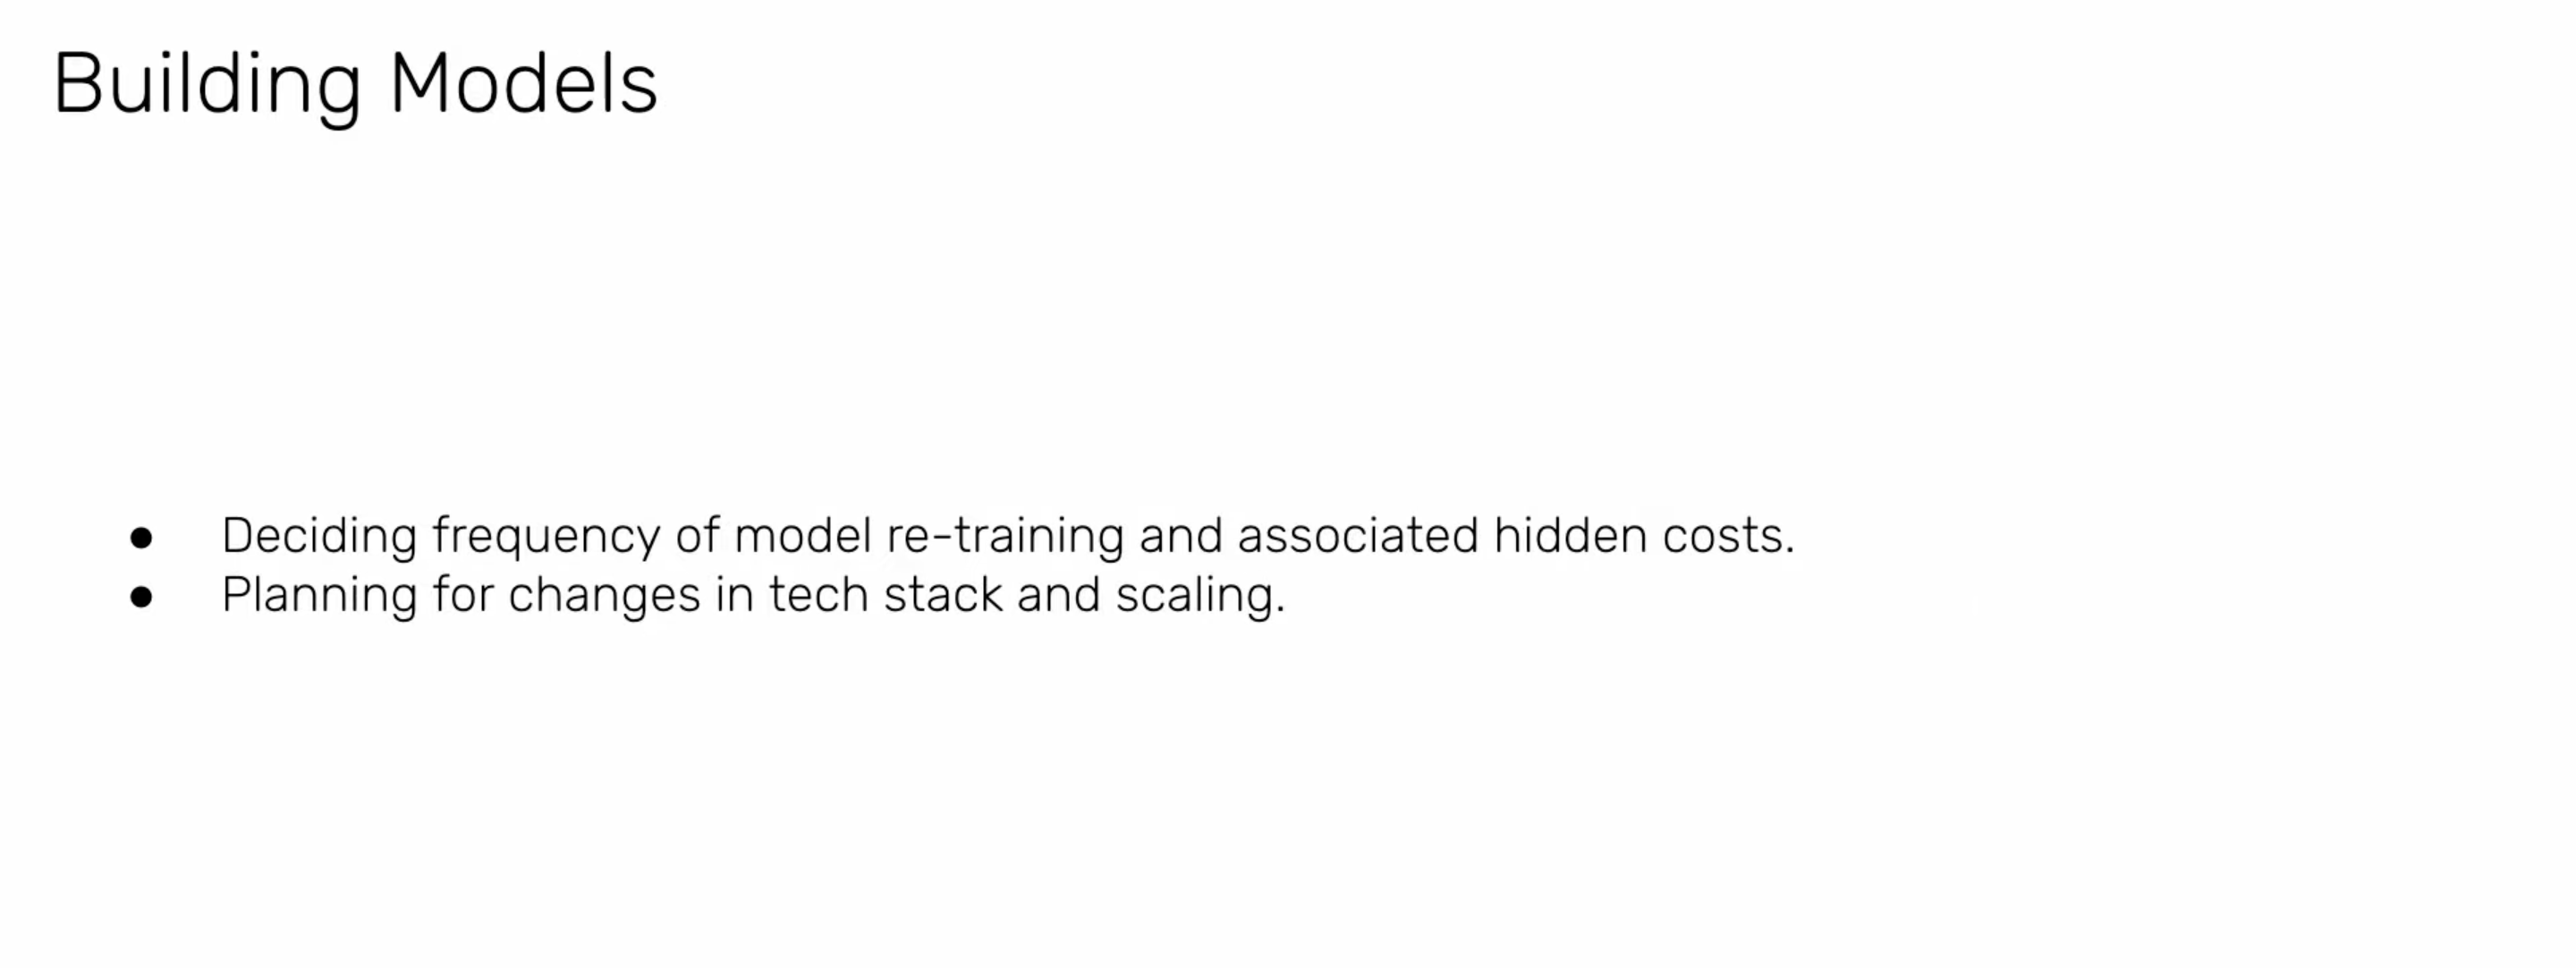 Building Models
● Deciding frequency of model re-training and associated hidden costs.
● Planning for changes in tech stack and scaling.